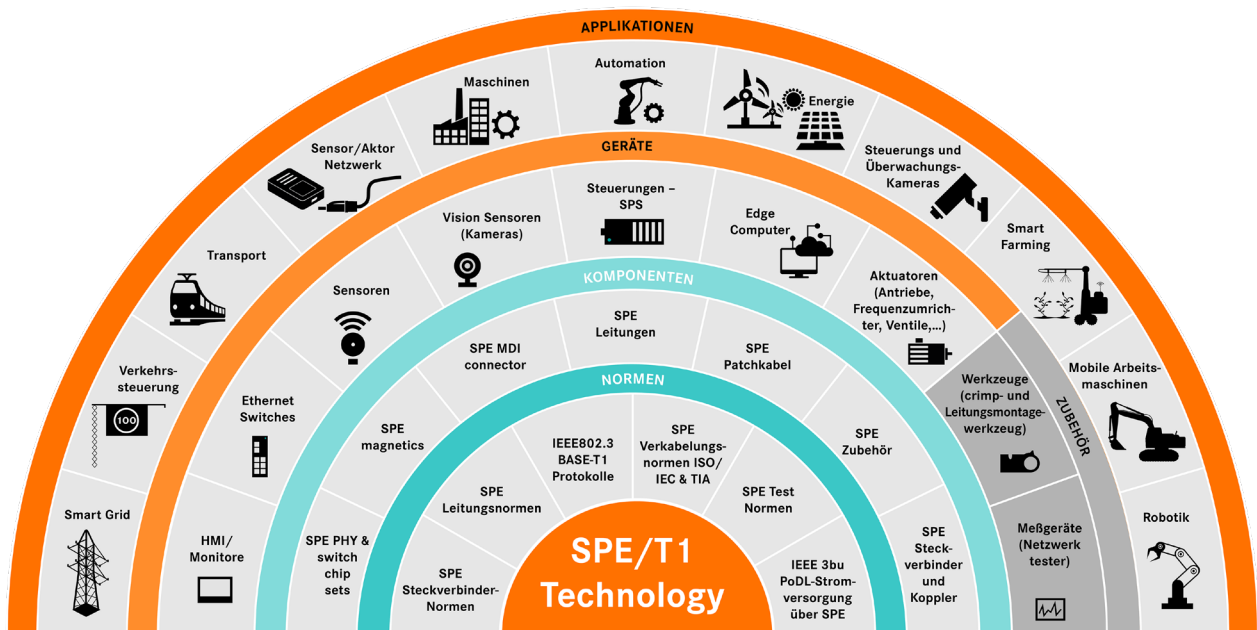 APPLIKATIONEN
Smart Grid
Verkehrs-
steuerung
100
Transport
Sensor/Aktor
Netzwerk
Maschinen
Automation
Energie
Steuerungs und
Überwachungs-
Kameras
Smart
Farming
Mobile Arbeits-
maschinen
Robotik
GERÄTE
HMI/
Monitore
Ethernet
Switches
Sensoren
Vision Sensoren
(Kameras)
Steuerungen –
SPS
Edge
Computer
Aktuatoren
(Antriebe,
Frequenzumrich-
ter, Ventile,...)
ZUBEHÖR
Werkzeuge
(crimp- und
Leitungsmontage-
werkzeug)
Meßgeräte
(Netzwerk
tester)
KOMPONENTEN
SPE PHY &
switch
chip
sets
SPE
magnetics
SPE MDI
connector
SPE
Leitungen
SPE
Patchkabel
SPE
Zubehör
SPE
Steck-
verbinder
und
Koppler
NORMEN
SPE
Steckverbinder-
Normen
SPE
Leitungsnormen
IEEE802.3
BASE-T1
Protokolle
SPE
Verkabelungs-
normen ISO/
IEC & TIA
SPE Test
Normen
IEEE 3bu
PoDL-Strom-
versorgung
über SPE
SPE/T1
Technology